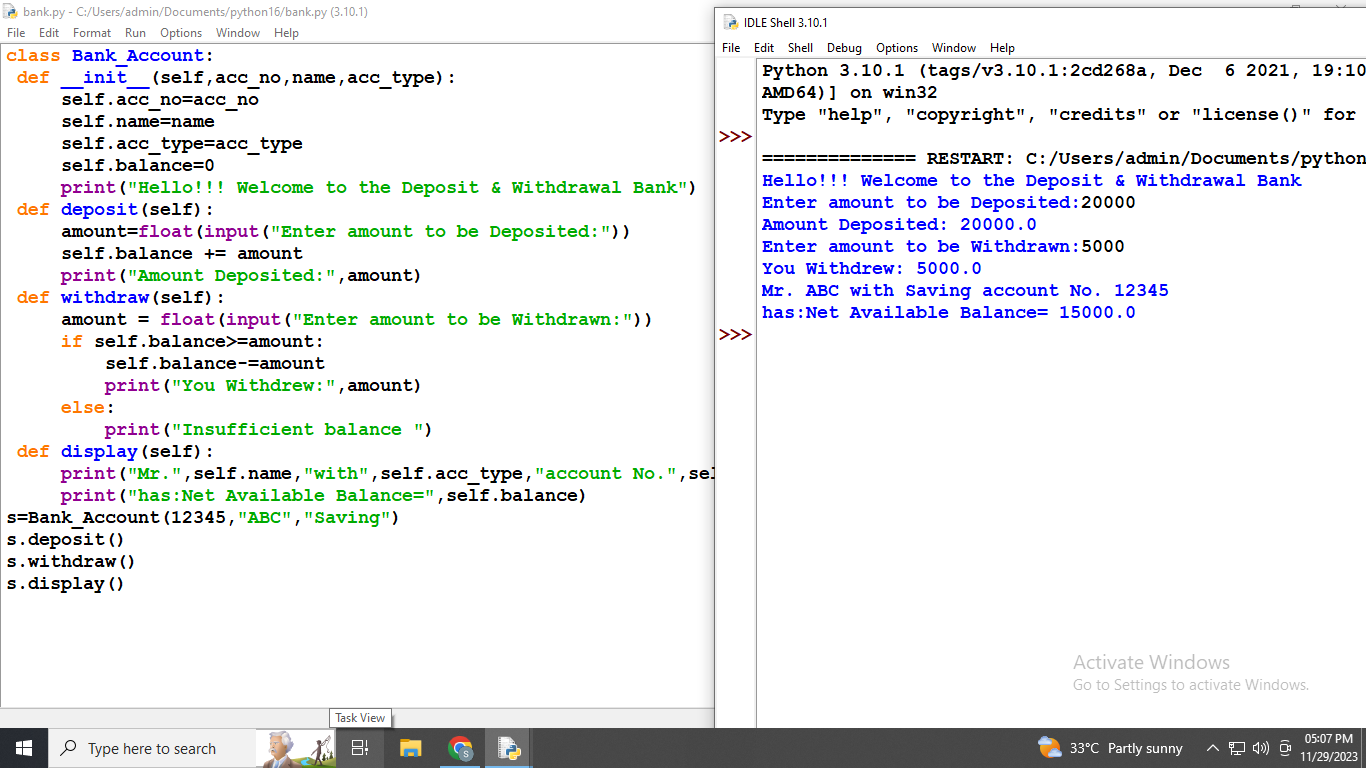 bank.py - C:/Users/admin/Documents/python16/bank.py (3.10.1)
File Edit Format Run Options Window Help
class Bank_Account:
 def __init__(self,acc_no,name,acc_type):
     self.acc_no=acc_no
     self.name=name
     self.acc_type=acc_type
     self.balance=0
     print("Hello!!! Welcome to the Deposit & Withdrawal Bank")
 def deposit(self):
     amount=float(input("Enter amount to be Deposited:"))
     self.balance += amount
     print("Amount Deposited:",amount)
 def withdraw(self):
     amount = float(input("Enter amount to be Withdrawn:"))
     if self.balance>=amount:
         self.balance-=amount
         print("You Withdrew:",amount)
     else:
         print("Insufficient balance ")
 def display(self):
     print("Mr.",self.name,"with",self.acc_type,"account No.",sel
     print("has:Net Available Balance=",self.balance)
s=Bank_Account(12345,"ABC","Saving")
s.deposit()
s.withdraw()
s.display()
IDLE Shell 3.10.1
File Edit Shell Debug Options Window Help
Python 3.10.1 (tags/v3.10.1:2cd268a, Dec  6 2021, 19:10
AMD64)] on win32
Type "help", "copyright", "credits" or "license()" for
>>>
============== RESTART: C:/Users/admin/Documents/python
Hello!!! Welcome to the Deposit & Withdrawal Bank
Enter amount to be Deposited:20000
Amount Deposited: 20000.0
Enter amount to be Withdrawn:5000
You Withdrew: 5000.0
Mr. ABC with Saving account No. 12345
has:Net Available Balance= 15000.0
>>>
Activate Windows
Go to Settings to activate Windows.
Task View
Type here to search
S
33°C Partly sunny
05:07 PM
11/29/2023